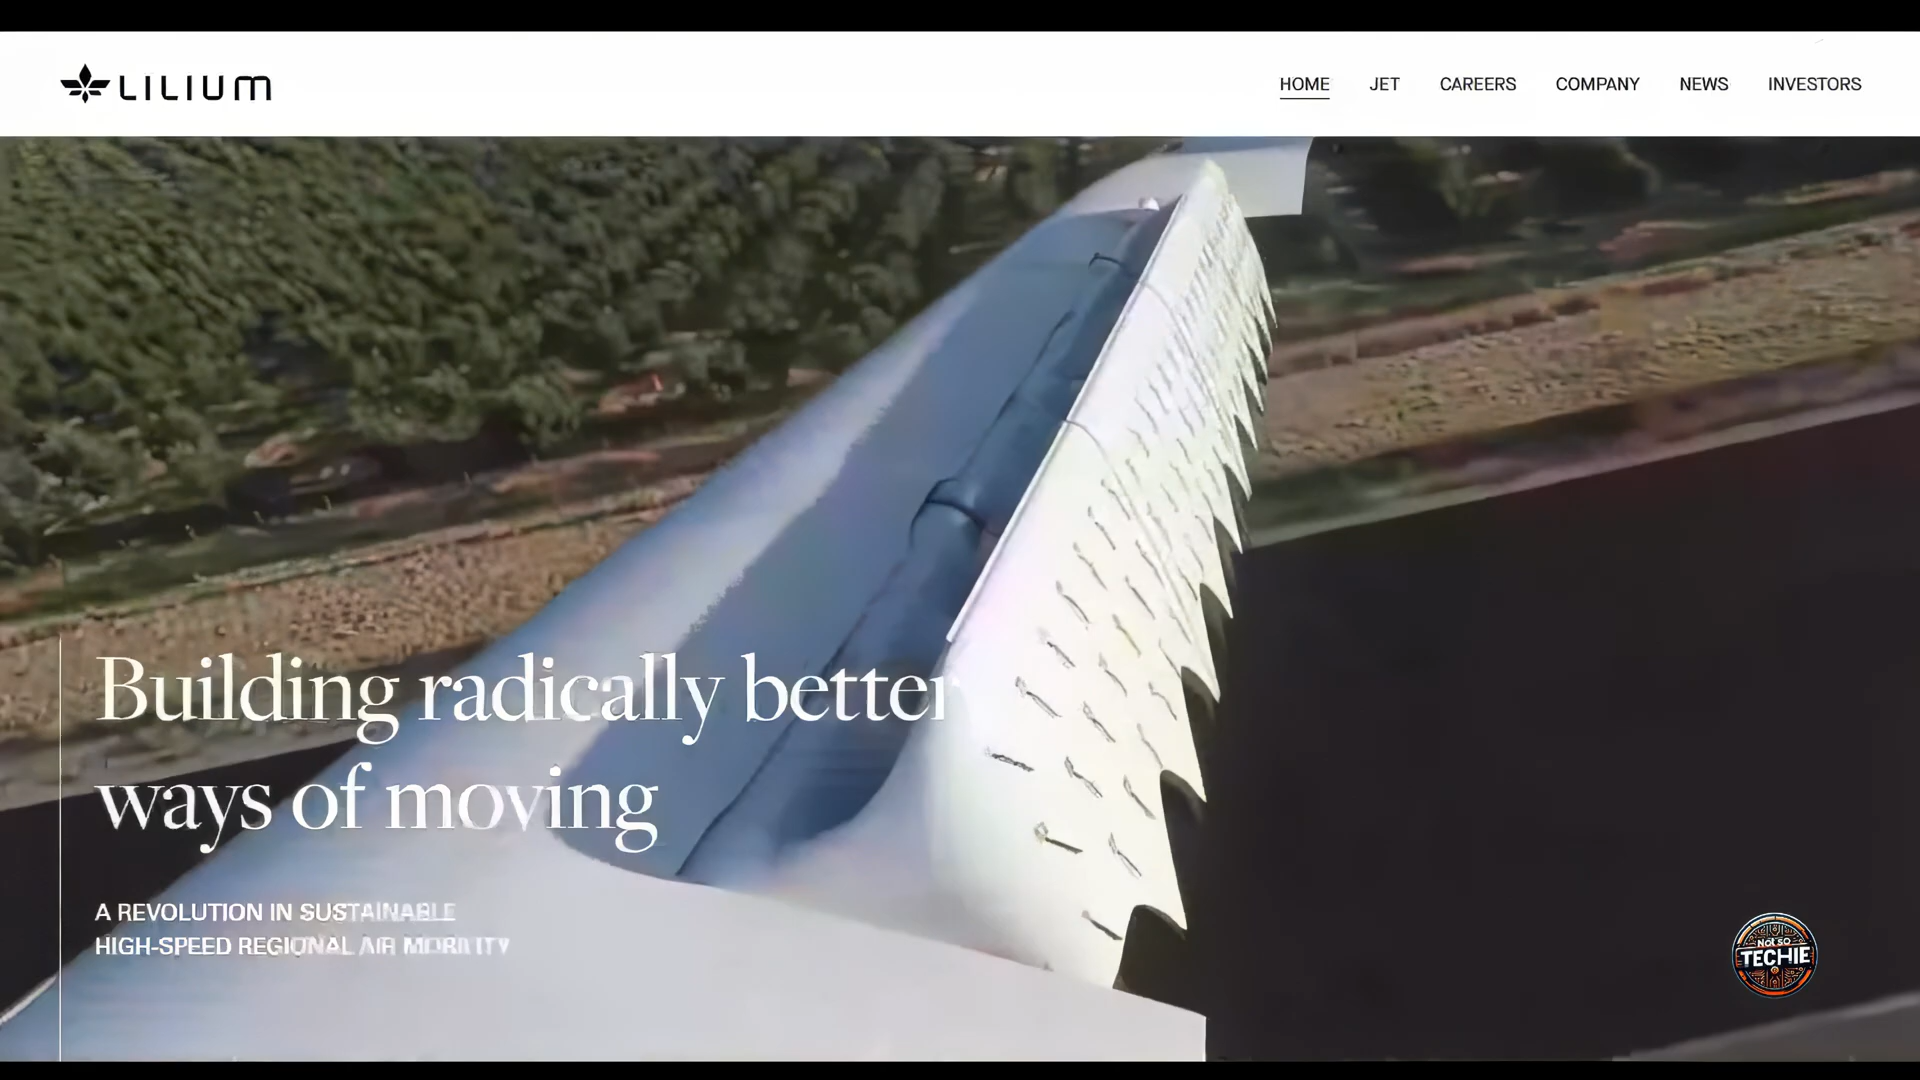 LILIUM
HOME JET CAREERS COMPANY NEWS INVESTORS
Building radically better
ways of moving
A REVOLUTION IN SUSTAINABLE
HIGH-SPEED REGIONAL AIR MOBILITY
Not so
TECHIE